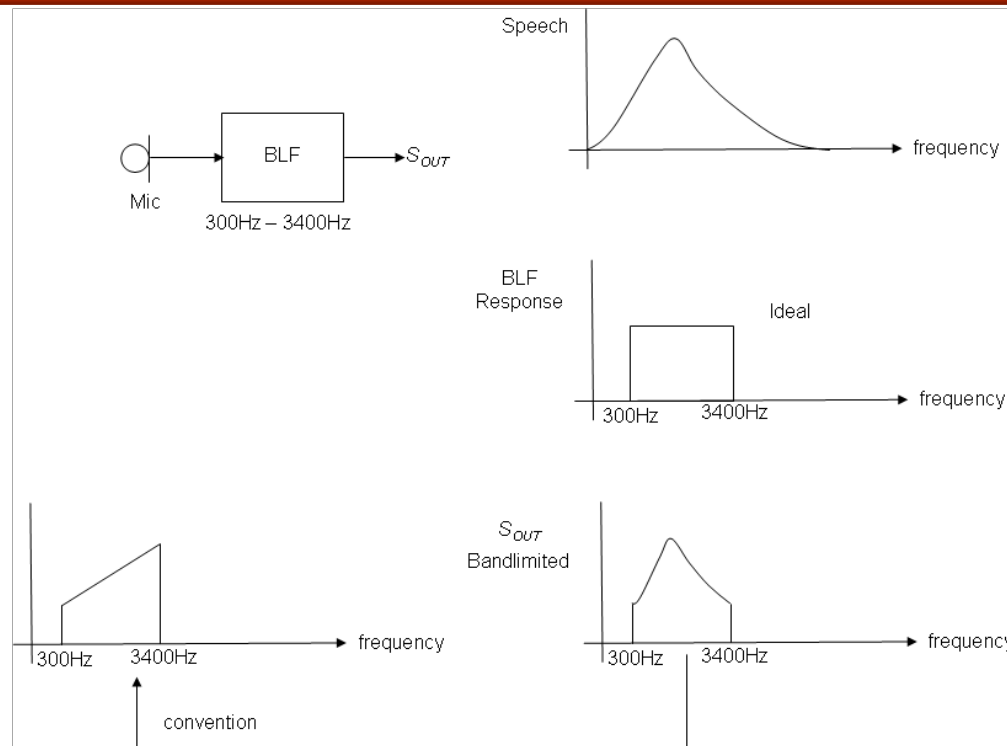 Speech
frequency
BLF
S_OUT
Mic
300Hz – 3400Hz
BLF
Response
Ideal
frequency
300Hz
3400Hz
S_OUT
Bandlimited
frequency
300Hz
3400Hz
frequency
300Hz
3400Hz
convention